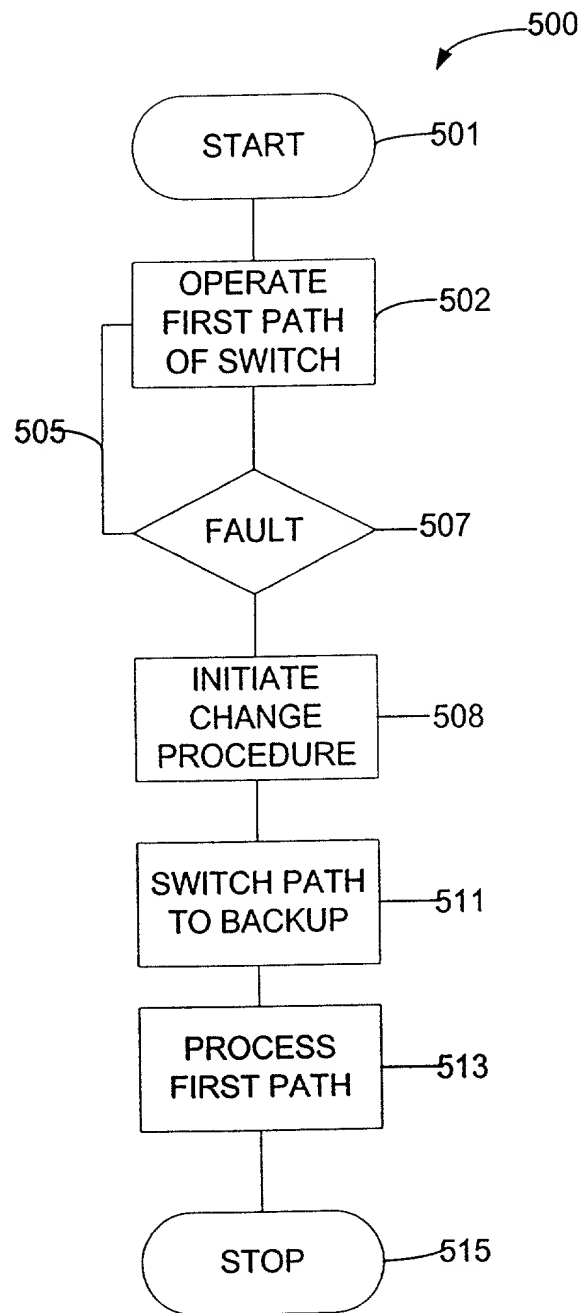 500
START
501
OPERATE
FIRST PATH
OF SWITCH
502
505
FAULT
507
INITIATE
CHANGE
PROCEDURE
508
SWITCH PATH
TO BACKUP
511
PROCESS
FIRST PATH
513
STOP
515